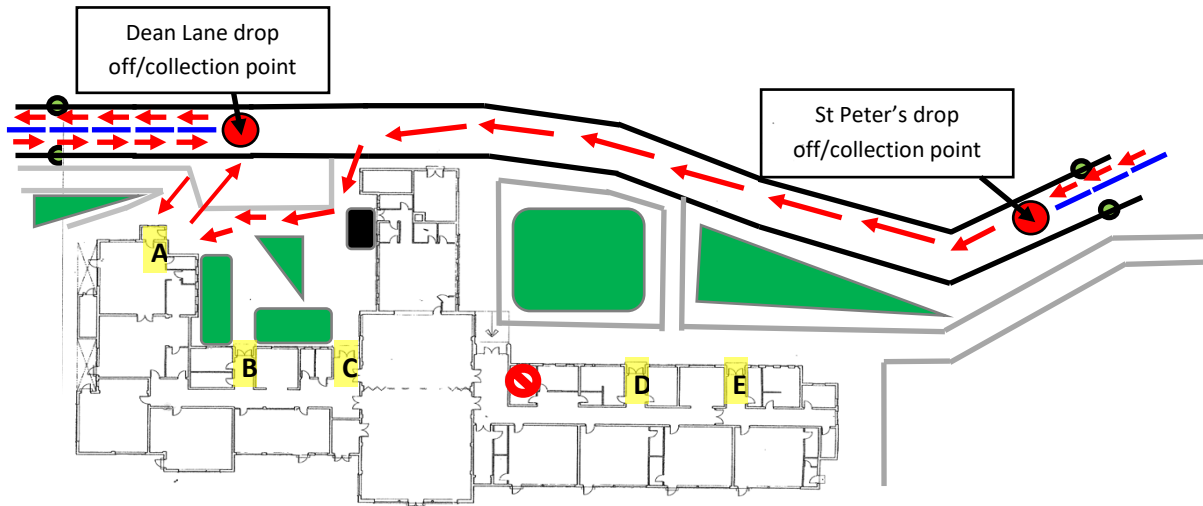 Dean Lane drop
off/collection point
St Peter’s drop
off/collection point
A
B
C
D
E